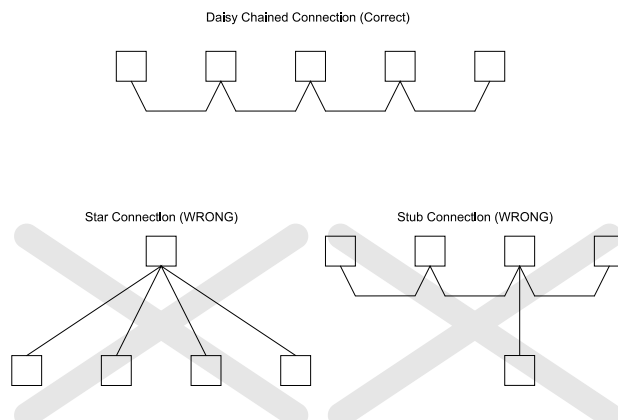 Daisy Chained Connection (Correct)
Star Connection (WRONG)
Stub Connection (WRONG)